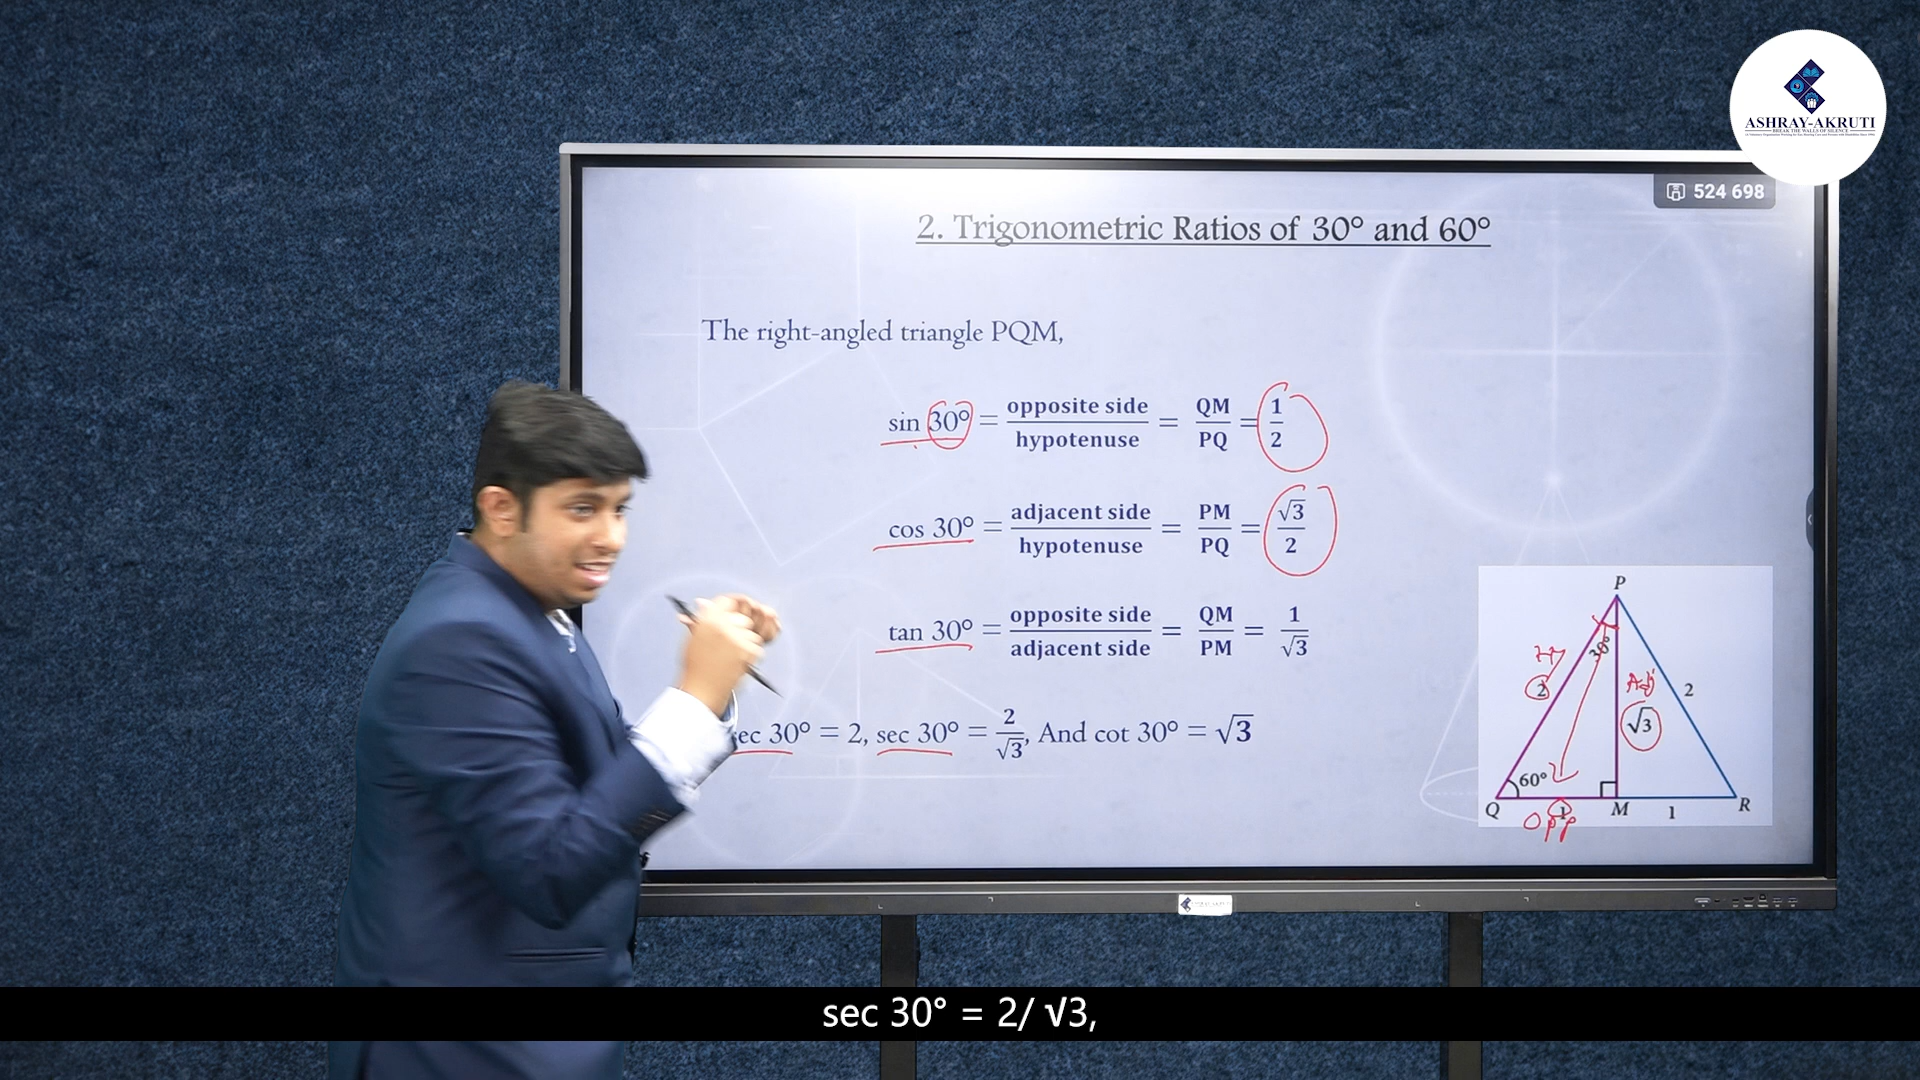 ASHRAY-AKRUTI
BREAK THE WALLS OF SILENCE
524 698
2. Trigonometric Ratios of 30° and 60°
The right-angled triangle PQM,
sin 30° = opposite side / hypotenuse = QM / PQ = 1 / 2
cos 30° = adjacent side / hypotenuse = PM / PQ = √3 / 2
tan 30° = opposite side / adjacent side = QM / PM = 1 / √3
sec 30° = 2, sec 30° = 2 / √3, And cot 30° = √3
P
30°
Adj
2
2
√3
60°
Q
1
M
1
R
opp
sec 30° = 2/ √3,